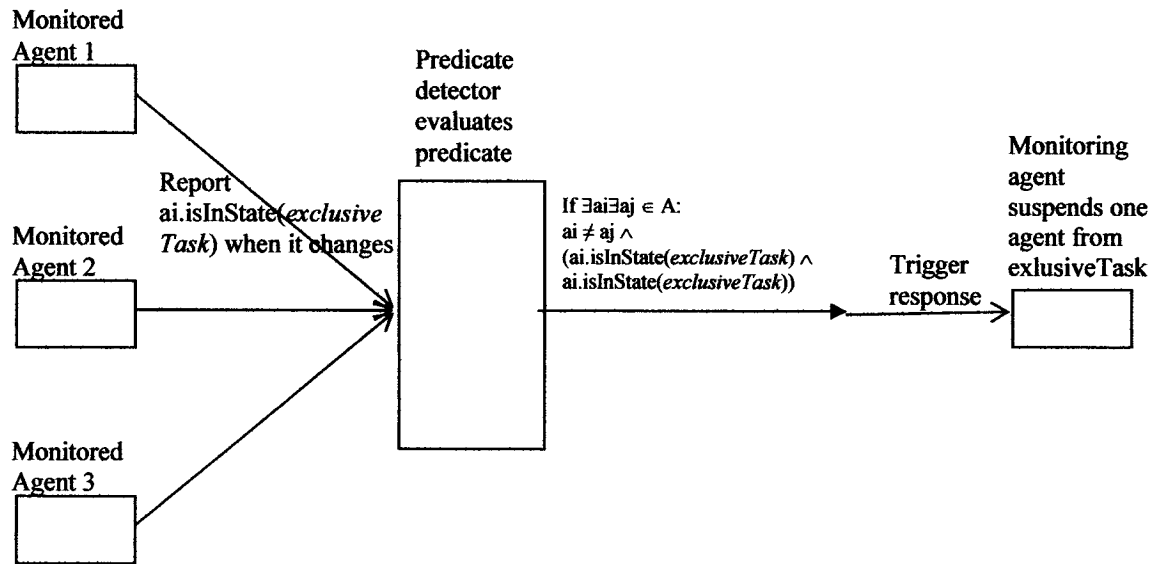 Monitored
Agent 1
Predicate
detector
evaluates
predicate
Report
ai.isInState(exclusive
Task) when it changes
Monitored
Agent 2
Monitored
Agent 3
If ∃ai∃aj ∈ A:
ai ≠ aj ∧
(ai.isInState(exclusiveTask) ∧
ai.isInState(exclusiveTask))
Trigger
response
Monitoring
agent
suspends one
agent from
exlusiveTask